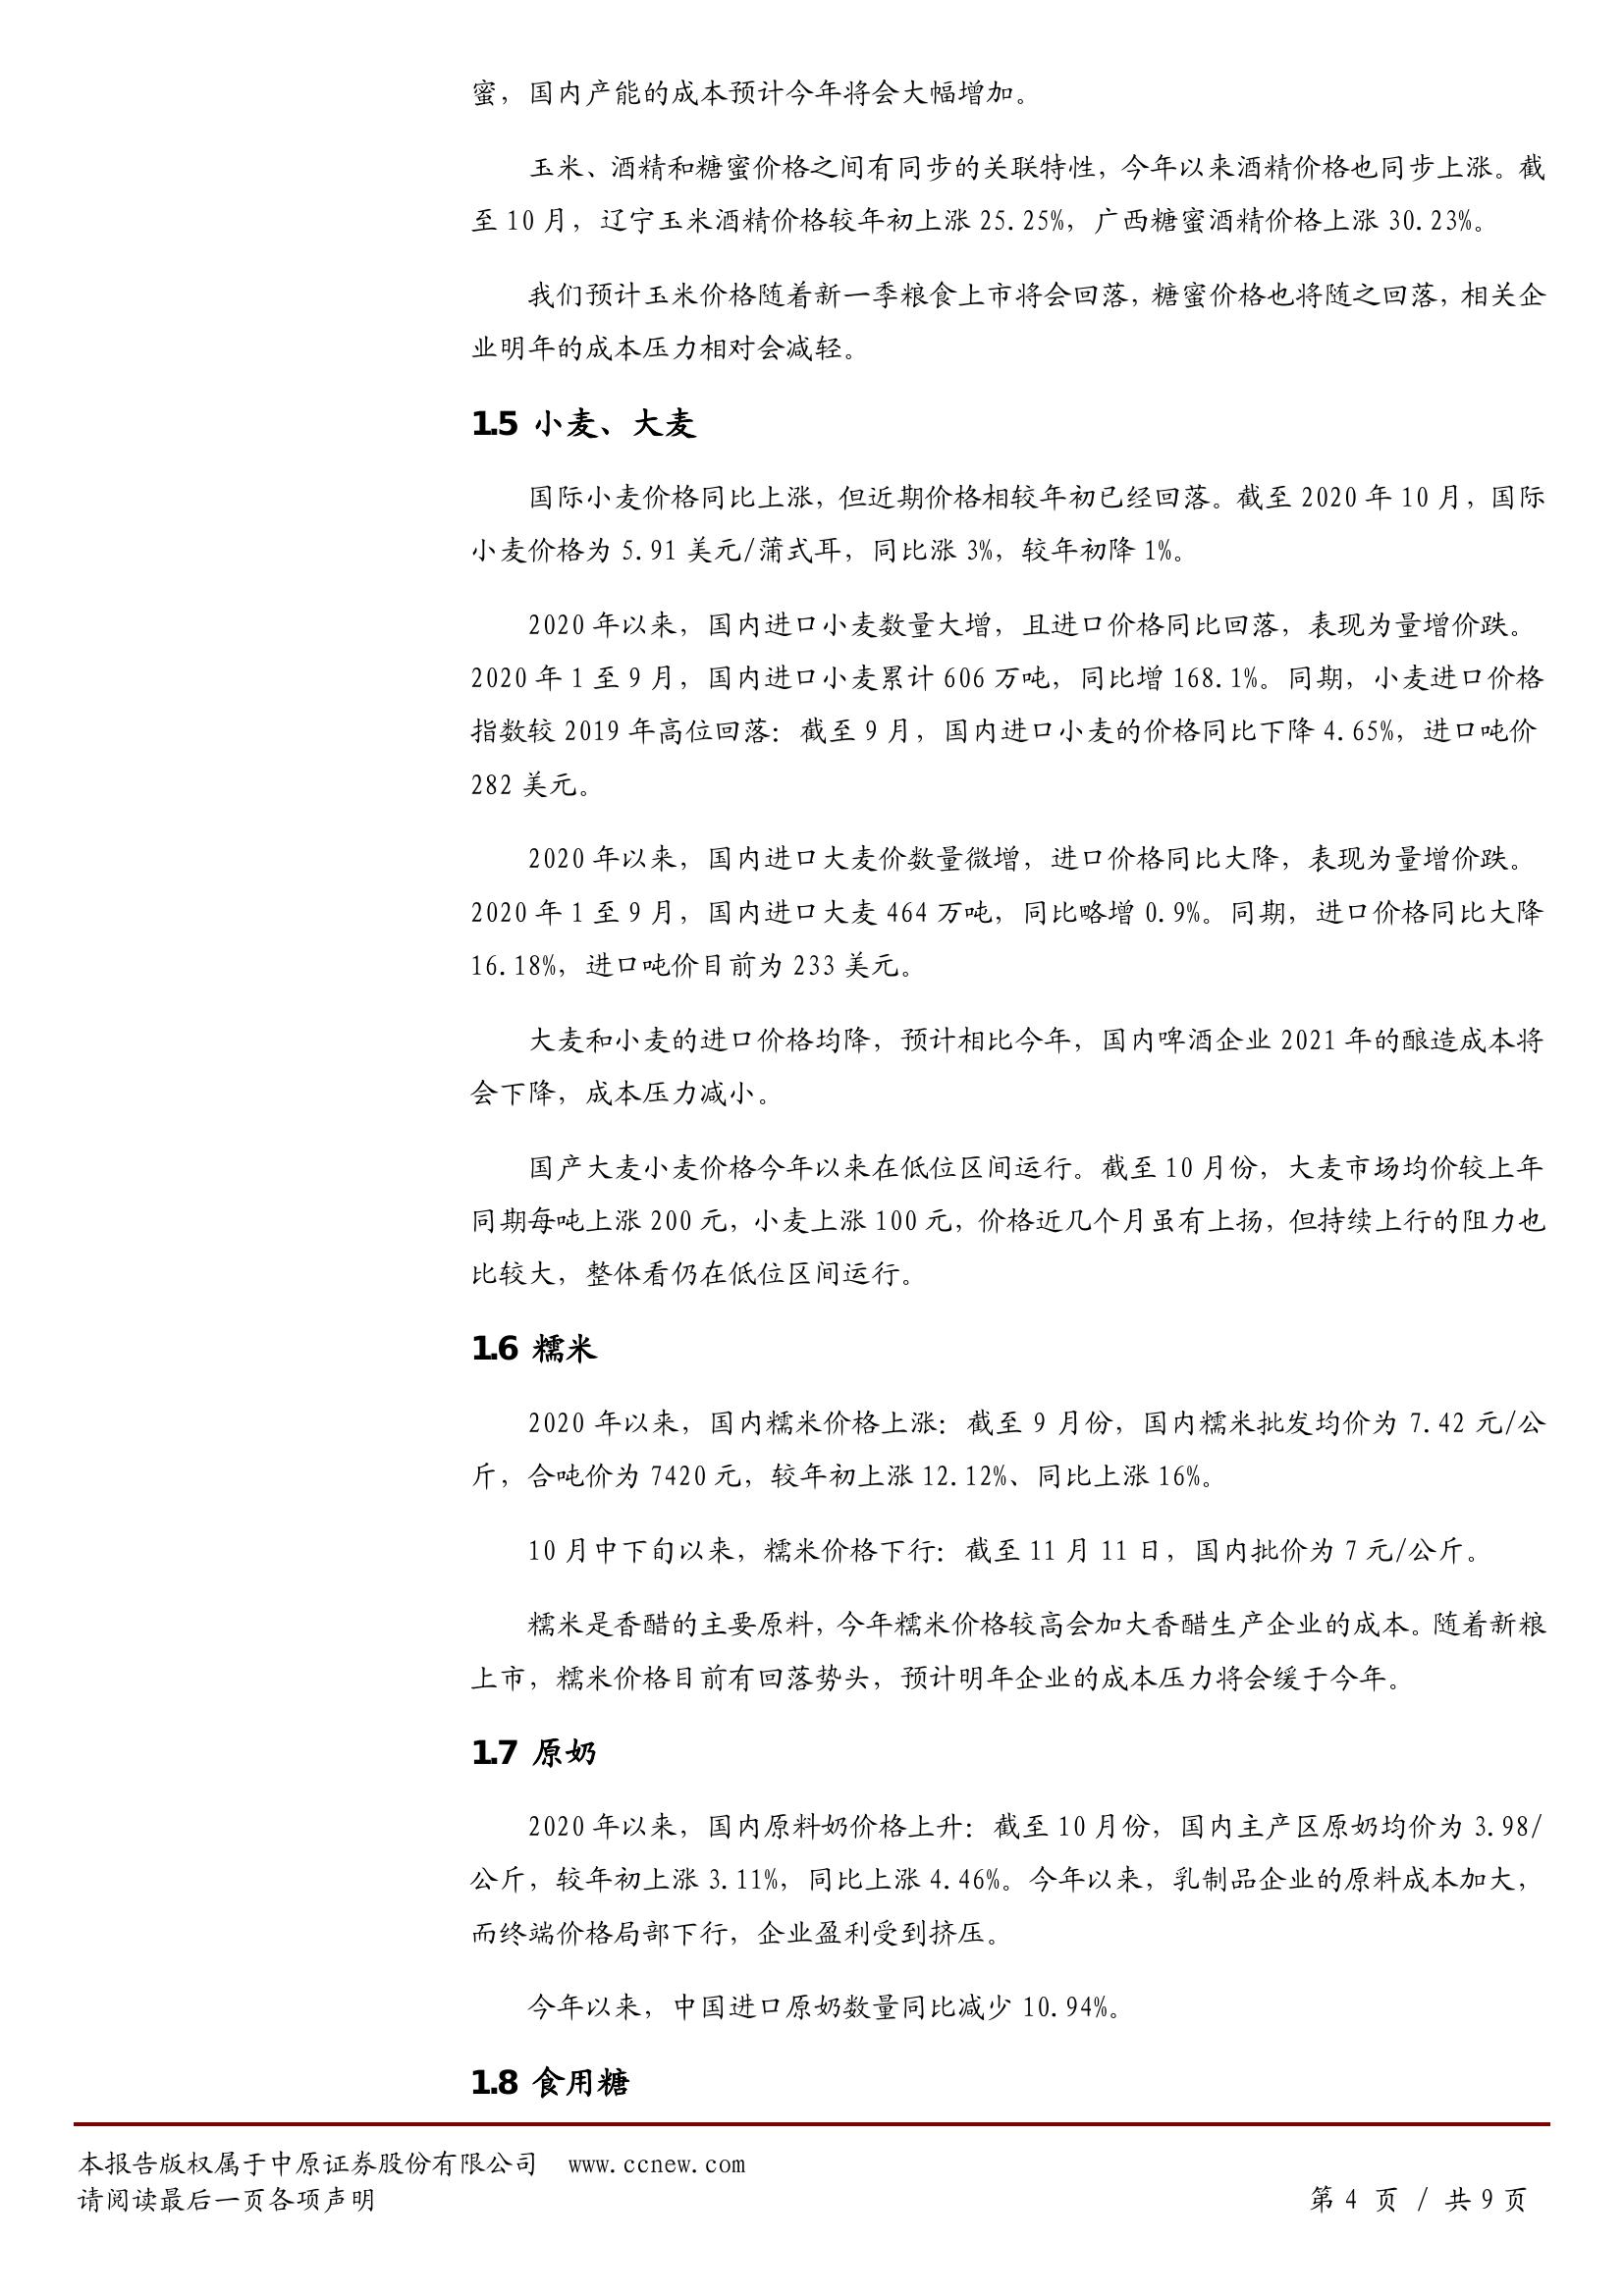 蜜，国内产能的成本预计今年将会大幅增加。
玉米、酒精和糖蜜价格之间有同步的关联特性，今年以来酒精价格也同步上涨。截
至 10 月，辽宁玉米酒精价格较年初上涨 25.25%，广西糖蜜酒精价格上涨 30.23%。
我们预计玉米价格随着新一季粮食上市将会回落，糖蜜价格也将随之回落，相关企
业明年的成本压力相对会减轻。
1.5 小麦、大麦
国际小麦价格同比上涨，但近期价格相较年初已经回落。截至 2020 年 10 月，国际
小麦价格为 5.91 美元/蒲式耳，同比涨 3%，较年初降 1%。
2020 年以来，国内进口小麦数量大增，且进口价格同比回落，表现为量增价跌。
2020 年 1 至 9 月，国内进口小麦累计 606 万吨，同比增 168.1%。同期，小麦进口价格
指数较 2019 年高位回落：截至 9 月，国内进口小麦的价格同比下降 4.65%，进口吨价
282 美元。
2020 年以来，国内进口大麦价数量微增，进口价格同比大降，表现为量增价跌。
2020 年 1 至 9 月，国内进口大麦 464 万吨，同比略增 0.9%。同期，进口价格同比大降
16.18%，进口吨价目前为 233 美元。
大麦和小麦的进口价格均降，预计相比今年，国内啤酒企业 2021 年的酿造成本将
会下降，成本压力减小。
国产大麦小麦价格今年以来在低位区间运行。截至 10 月份，大麦市场均价较上年
同期每吨上涨 200 元，小麦上涨 100 元，价格近几个月虽有上扬，但持续上行的阻力也
比较大，整体看仍在低位区间运行。
1.6 糯米
2020 年以来，国内糯米价格上涨：截至 9 月份，国内糯米批发均价为 7.42 元/公
斤，合吨价为 7420 元，较年初上涨 12.12%、同比上涨 16%。
10 月中下旬以来，糯米价格下行：截至 11 月 11 日，国内批价为 7 元/公斤。
糯米是香醋的主要原料，今年糯米价格较高会加大香醋生产企业的成本。随着新粮
上市，糯米价格目前有回落势头，预计明年企业的成本压力将会缓于今年。
1.7 原奶
2020 年以来，国内原料奶价格上升：截至 10 月份，国内主产区原奶均价为 3.98/
公斤，较年初上涨 3.11%，同比上涨 4.46%。今年以来，乳制品企业的原料成本加大，
而终端价格局部下行，企业盈利受到挤压。
今年以来，中国进口原奶数量同比减少 10.94%。
1.8 食用糖
本报告版权属于中原证券股份有限公司 www.ccnew.com
请阅读最后一页各项声明
第 4 页 / 共 9 页